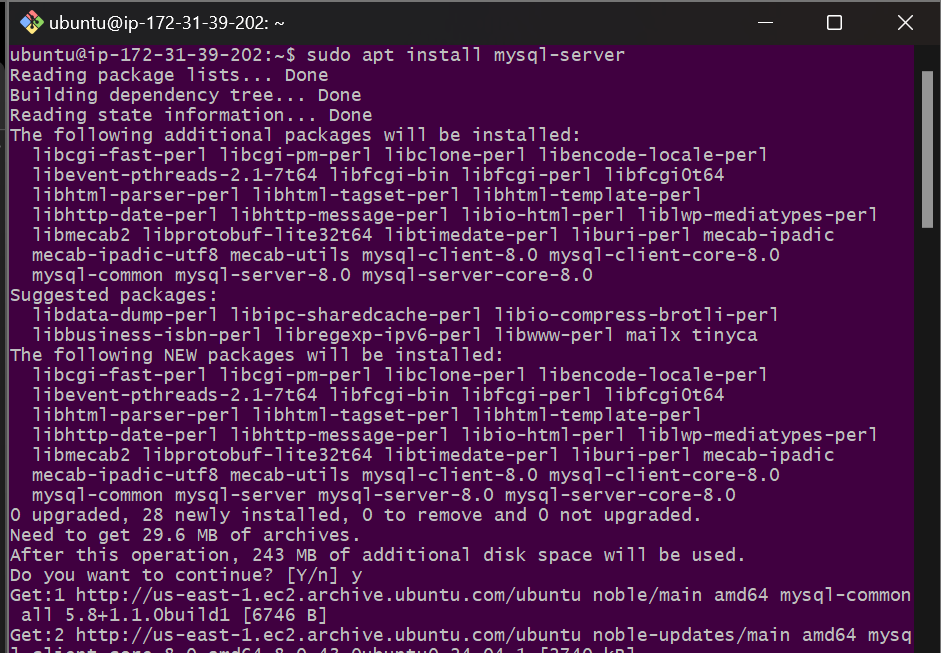 ubuntu@ip-172-31-39-202: ~
ubuntu@ip-172-31-39-202:~$ sudo apt install mysql-server
Reading package lists... Done
Building dependency tree... Done
Reading state information... Done
The following additional packages will be installed:
  libcgi-fast-perl libcgi-pm-perl libclone-perl libencode-locale-perl
  libevent-pthreads-2.1-7t64 libfcgi-bin libfcgi-perl libfcgi0t64
  libhtml-parser-perl libhtml-tagset-perl libhtml-template-perl
  libhttp-date-perl libhttp-message-perl libio-html-perl liblwp-mediatypes-perl
  libmecab2 libprotobuf-lite32t64 libtimedate-perl liburi-perl mecab-ipadic
  mecab-ipadic-utf8 mecab-utils mysql-client-8.0 mysql-client-core-8.0
  mysql-common mysql-server-8.0 mysql-server-core-8.0
Suggested packages:
  libdata-dump-perl libipc-sharedcache-perl libio-compress-brotli-perl
  libbusiness-isbn-perl libregexp-ipv6-perl libwww-perl mailx tinyca
The following NEW packages will be installed:
  libcgi-fast-perl libcgi-pm-perl libclone-perl libencode-locale-perl
  libevent-pthreads-2.1-7t64 libfcgi-bin libfcgi-perl libfcgi0t64
  libhtml-parser-perl libhtml-tagset-perl libhtml-template-perl
  libhttp-date-perl libhttp-message-perl libio-html-perl liblwp-mediatypes-perl
  libmecab2 libprotobuf-lite32t64 libtimedate-perl liburi-perl mecab-ipadic
  mecab-ipadic-utf8 mecab-utils mysql-client-8.0 mysql-client-core-8.0
  mysql-common mysql-server mysql-server-8.0 mysql-server-core-8.0
0 upgraded, 28 newly installed, 0 to remove and 0 not upgraded.
Need to get 29.6 MB of archives.
After this operation, 243 MB of additional disk space will be used.
Do you want to continue? [Y/n] y
Get:1 http://us-east-1.ec2.archive.ubuntu.com/ubuntu noble/main amd64 mysql-common
 all 5.8+1.1.0build1 [6746 B]
Get:2 http://us-east-1.ec2.archive.ubuntu.com/ubuntu noble-updates/main amd64 mysq
l-client-core-8.0 amd64 8.0.43-0ubuntu0.24.04.1 [2740 kB]